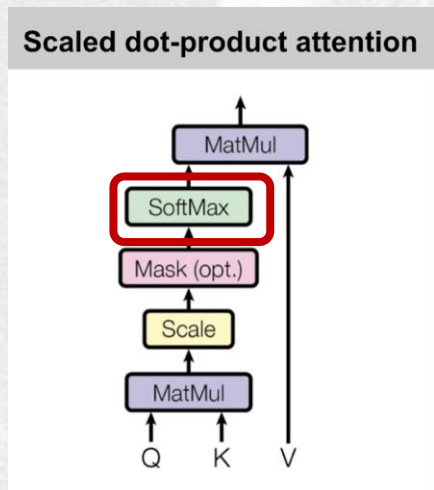 Scaled dot-product attention
MatMul
SoftMax
Mask (opt.)
Scale
MatMul
Q K V